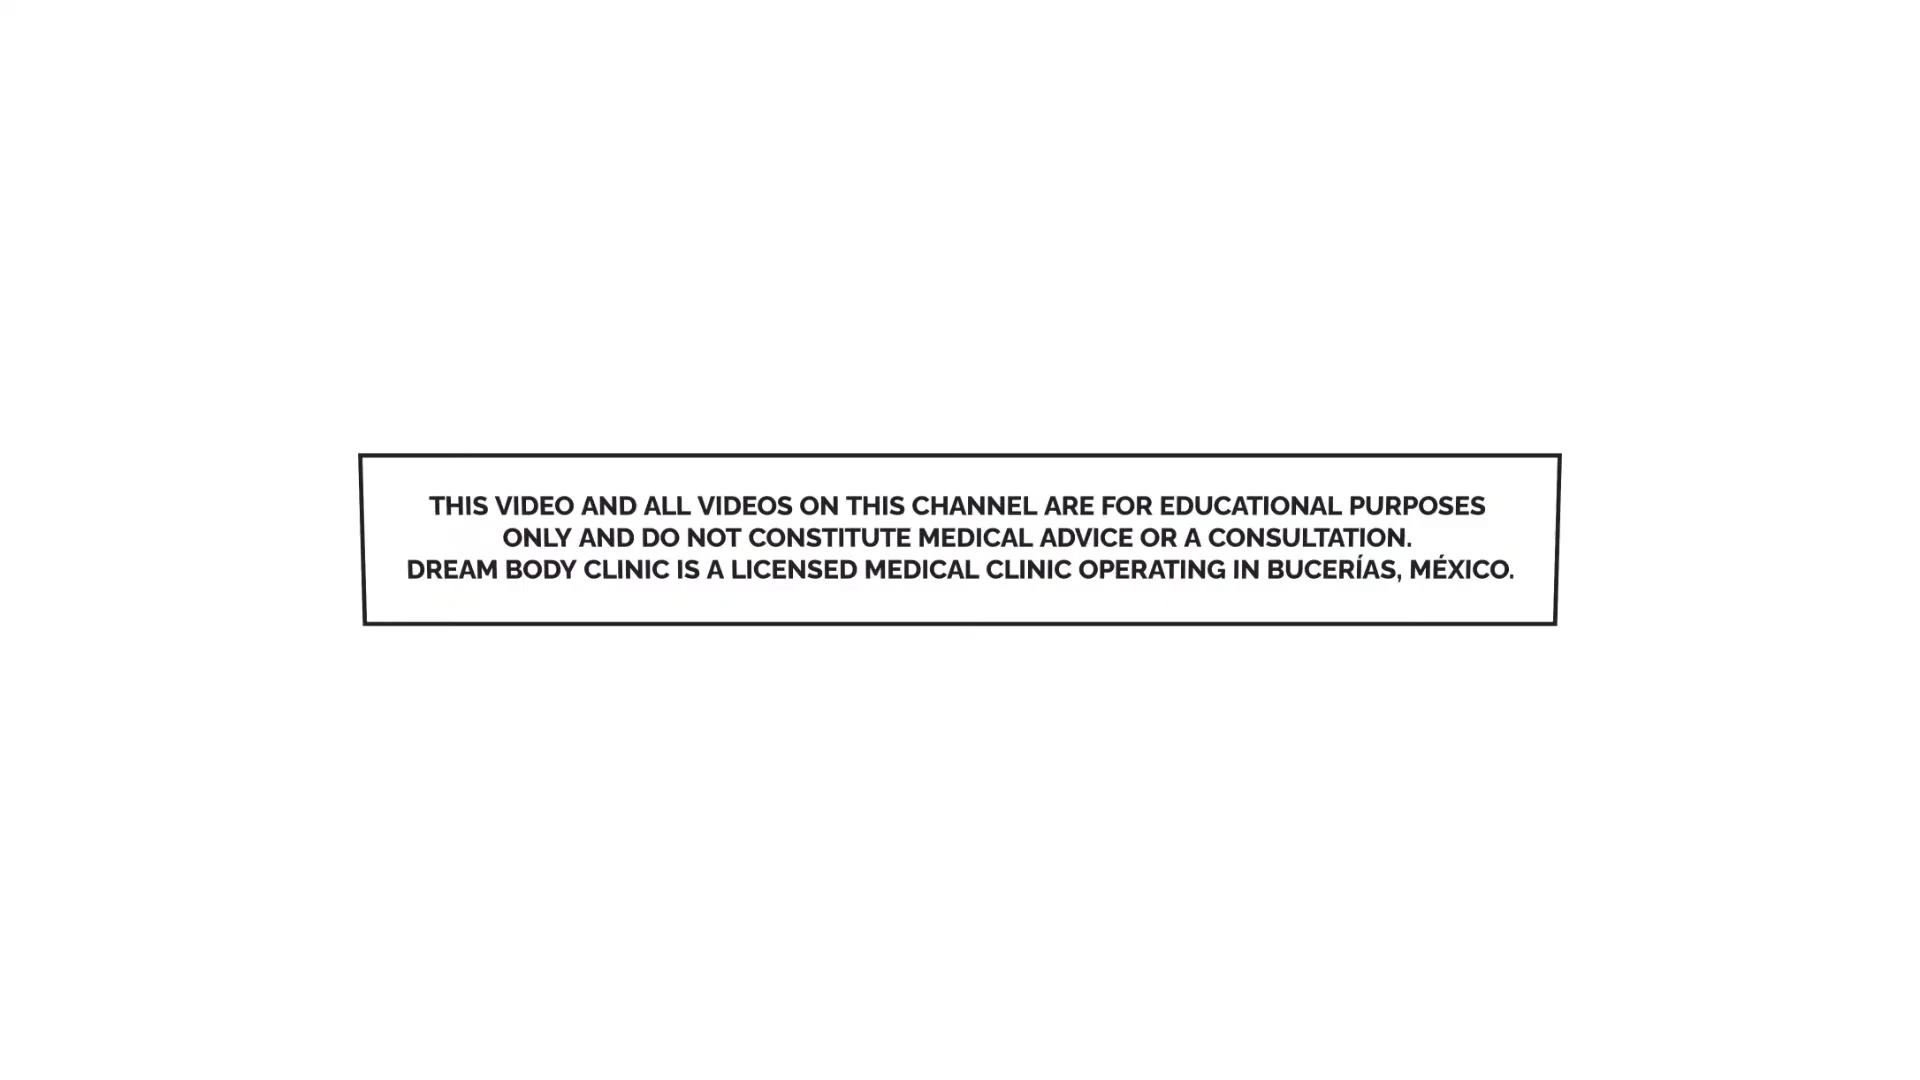 THIS VIDEO AND ALL VIDEOS ON THIS CHANNEL ARE FOR EDUCATIONAL PURPOSES
ONLY AND DO NOT CONSTITUTE MEDICAL ADVICE OR A CONSULTATION.
DREAM BODY CLINIC IS A LICENSED MEDICAL CLINIC OPERATING IN BUCERÍAS, MÉXICO.